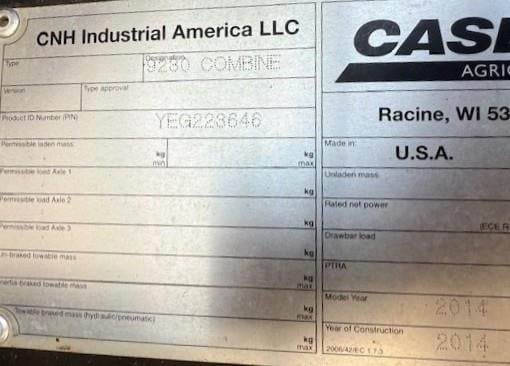 CNH Industrial America LLC
Type
Designation
9230 COMBINE
Version
Type approval
Product ID Number (PIN)
YEG223646
Permissible laden mass
kg min
kg max
Permissible load Axle 1
kg
Permissible load Axle 2
kg
Permissible load Axle 3
kg
Un-braked towable mass
kg max
Inertia-braked towable mass
kg max
Towable braked mass (hydraulic/pneumatic)
kg max
CASE
AGRIC
Racine, WI 53
Made in:
U.S.A.
Unladen mass
Rated net power
(ECE R
Drawbar load
PTRA
Model Year
2014
Year of Construction
2014
2006/42/EC 1.7.3